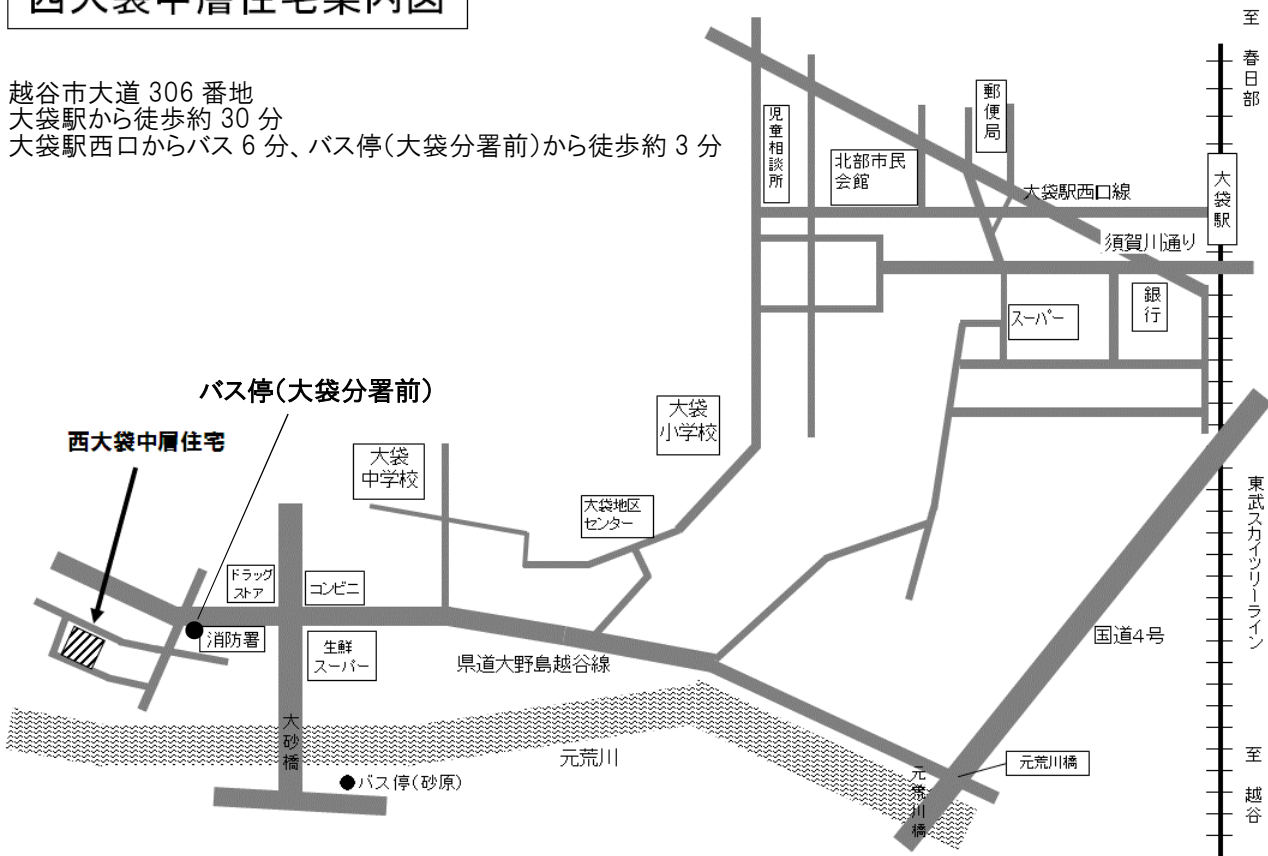 西大袋中層住宅案内図
越谷市大道 306 番地
大袋駅から徒歩約 30 分
大袋駅西口からバス 6 分、バス停(大袋分署前)から徒歩約 3 分
至 春日部
郵便局
児童相談所
北部市民
会館
大袋駅西口線
大袋駅
須賀川通り
銀行
スーパー
バス停(大袋分署前)
西大袋中層住宅
大袋
小学校
大袋
中学校
大袋地区
センター
東武スカイツリーライン
ドラッグ
ストア
コンビニ
消防署
生鮮
スーパー
県道大野島越谷線
国道4号
大砂橋
元荒川
元荒川橋
元荒川橋
バス停(砂原)
至 越谷